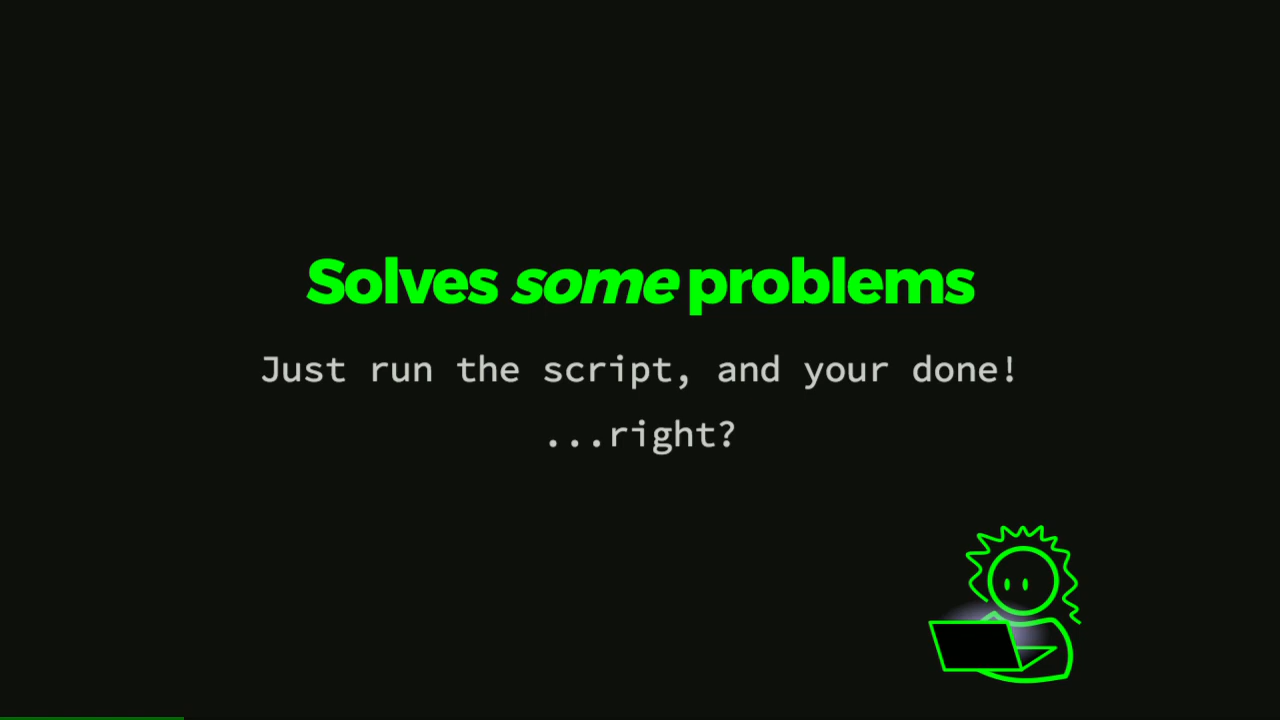 Solves some problems
Just run the script, and your done!
...right?